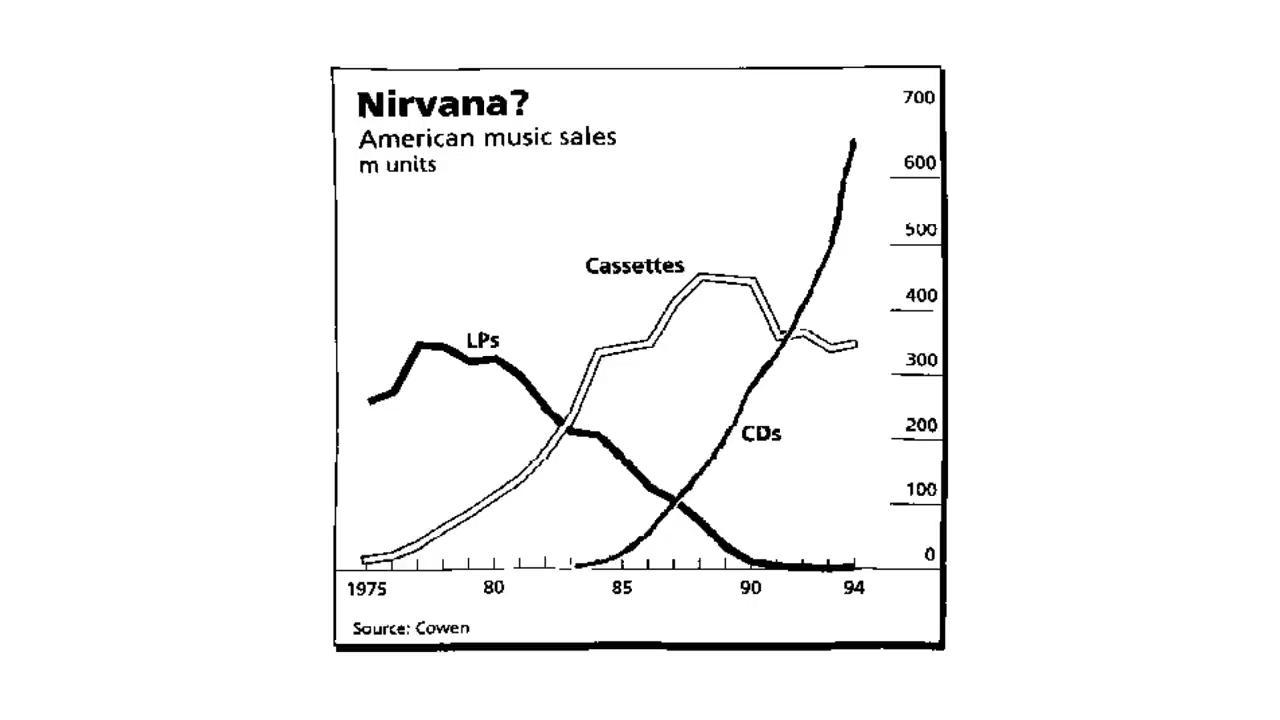 Nirvana?
American music sales
m units
700
600
500
400
300
200
100
0
Cassettes
LPs
CDs
1975 80 85 90 94
Source: Cowen